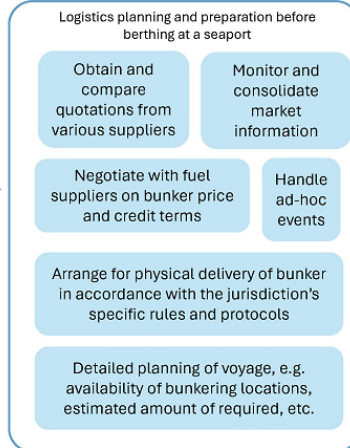 Logistics planning and preparation before
berthing at a seaport
Obtain and
compare
quotations from
various suppliers
Monitor and
consolidate
market
information
Negotiate with fuel
suppliers on bunker price
and credit terms
Handle
ad-hoc
events
Arrange for physical delivery of bunker
in accordance with the jurisdiction's
specific rules and protocols
Detailed planning of voyage, e.g.
availability of bunkering locations,
estimated amount of required, etc.